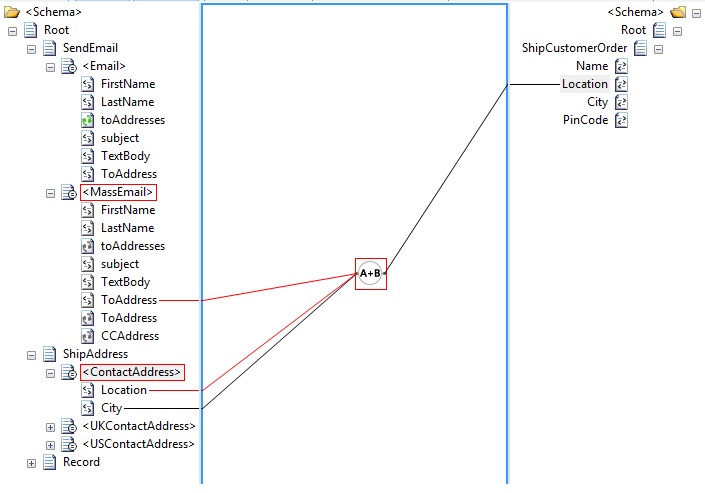 <Schema>
Root
SendEmail
<Email>
FirstName
LastName
toAddresses
subject
TextBody
ToAddress
<MassEmail>
FirstName
LastName
toAddresses
subject
TextBody
ToAddress
ToAddress
CCAddress
ShipAddress
<ContactAddress>
Location
City
<UKContactAddress>
<USContactAddress>
Record
A+B
<Schema>
Root
ShipCustomerOrder
Name
Location
City
PinCode